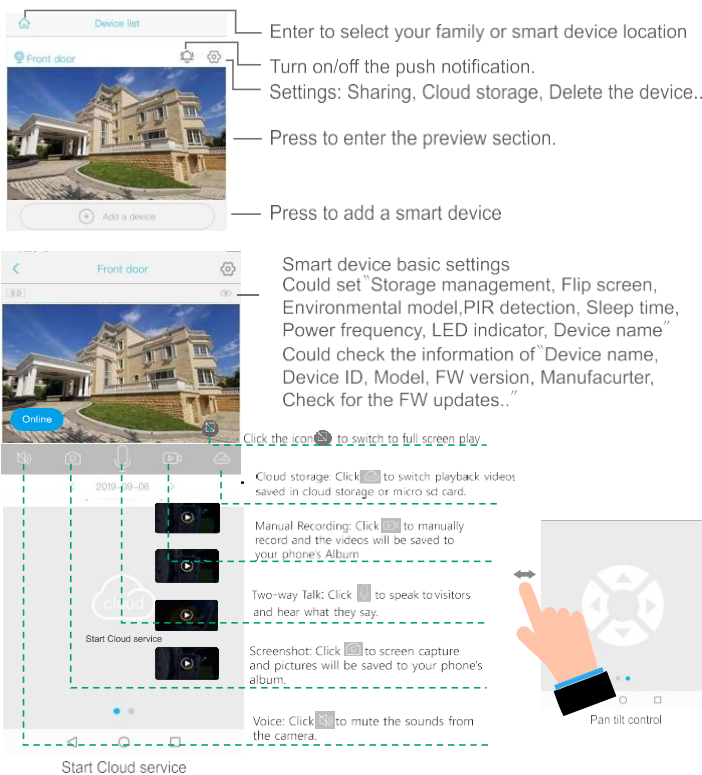 Device list
Enter to select your family or smart device location
Front door
Turn on/off the push notification.
Settings: Sharing, Cloud storage, Delete the device..
Press to enter the preview section.
Add a device
Press to add a smart device
Front door
SD
Smart device basic settings
Could set‶Storage management, Flip screen,
Environmental model,PIR detection, Sleep time,
Power frequency, LED indicator, Device name″
Could check the information of‶Device name,
Device ID, Model, FW version, Manufacurter,
Check for the FW updates..″
Online
Click the icon to switch to full screen play
2019-09-06
Cloud storage: Click to switch playback videos
saved in cloud storage or micro sd card.
Manual Recording: Click to manually
record and the videos will be saved to
your phone's Album
cloud
Two-way Talk: Click to speak to visitors
and hear what they say.
Start Cloud service
Screenshot: Click to screen capture
and pictures will be saved to your phone's
album.
Voice: Click to mute the sounds from
the camera.
Pan tilt control
Start Cloud service